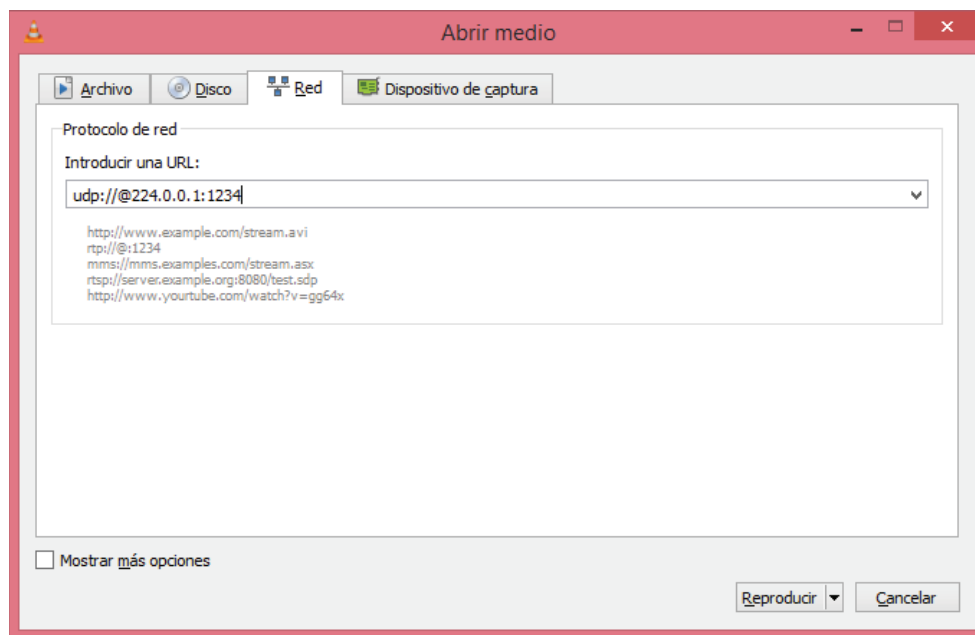 Abrir medio
Archivo
Disco
Red
Dispositivo de captura
Protocolo de red
Introducir una URL:
udp://@224.0.0.1:1234
http://www.example.com/stream.avi
rtp://@:1234
mms://mms.examples.com/stream.asx
rtsp://server.example.org:8080/test.sdp
http://www.yourtube.com/watch?v=gg64x
Mostrar más opciones
Reproducir
Cancelar